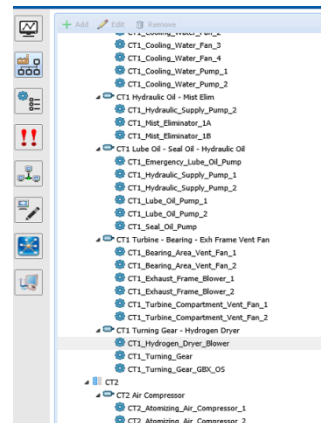 Add Edit Remove
CT1_Cooling_Water_Fan_2
CT1_Cooling_Water_Fan_3
CT1_Cooling_Water_Fan_4
CT1_Cooling_Water_Pump_1
CT1_Cooling_Water_Pump_2
CT1 Hydraulic Oil - Mist Elim
CT1_Hydraulic_Supply_Pump_2
CT1_Mist_Eliminator_1A
CT1_Mist_Eliminator_1B
CT1 Lube Oil - Seal Oil - Hydraulic Oil
CT1_Emergency_Lube_Oil_Pump
CT1_Hydraulic_Supply_Pump_1
CT1_Hydraulic_Supply_Pump_2
CT1_Lube_Oil_Pump_1
CT1_Lube_Oil_Pump_2
CT1_Seal_Oil_Pump
CT1 Turbine - Bearing - Exh Frame Vent Fan
CT1_Bearing_Area_Vent_Fan_1
CT1_Bearing_Area_Vent_Fan_2
CT1_Exhaust_Frame_Blower_1
CT1_Exhaust_Frame_Blower_2
CT1_Turbine_Compartment_Vent_Fan_1
CT1_Turbine_Compartment_Vent_Fan_2
CT1 Turning Gear - Hydrogen Dryer
CT1_Hydrogen_Dryer_Blower
CT1_Turning_Gear
CT1_Turning_Gear_GBX_OS
CT2
CT2 Air Compressor
CT2_Atomizing_Air_Compressor_1
CT2_Atomizing_Air_Compressor_2